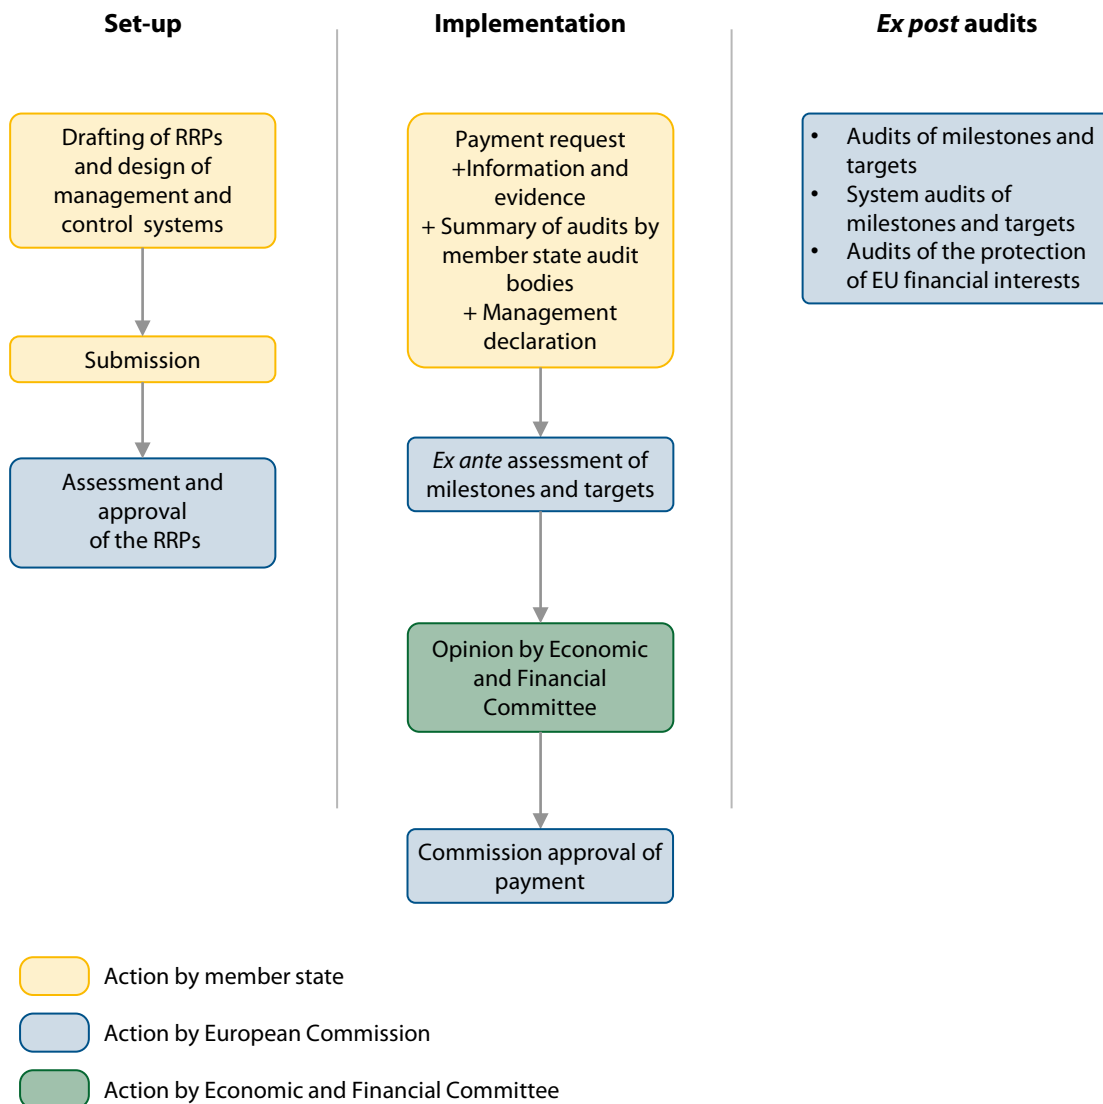 Set-up
Drafting of RRPs
and design of
management and
control systems
Submission
Assessment and
approval
of the RRPs
Implementation
Payment request
+Information and
evidence
+ Summary of audits by
member state audit
bodies
+ Management
declaration
Ex ante assessment of
milestones and targets
Opinion by Economic
and Financial
Committee
Commission approval of
payment
Ex post audits
• Audits of milestones and
targets
• System audits of
milestones and targets
• Audits of the protection
of EU financial interests
Action by member state
Action by European Commission
Action by Economic and Financial Committee